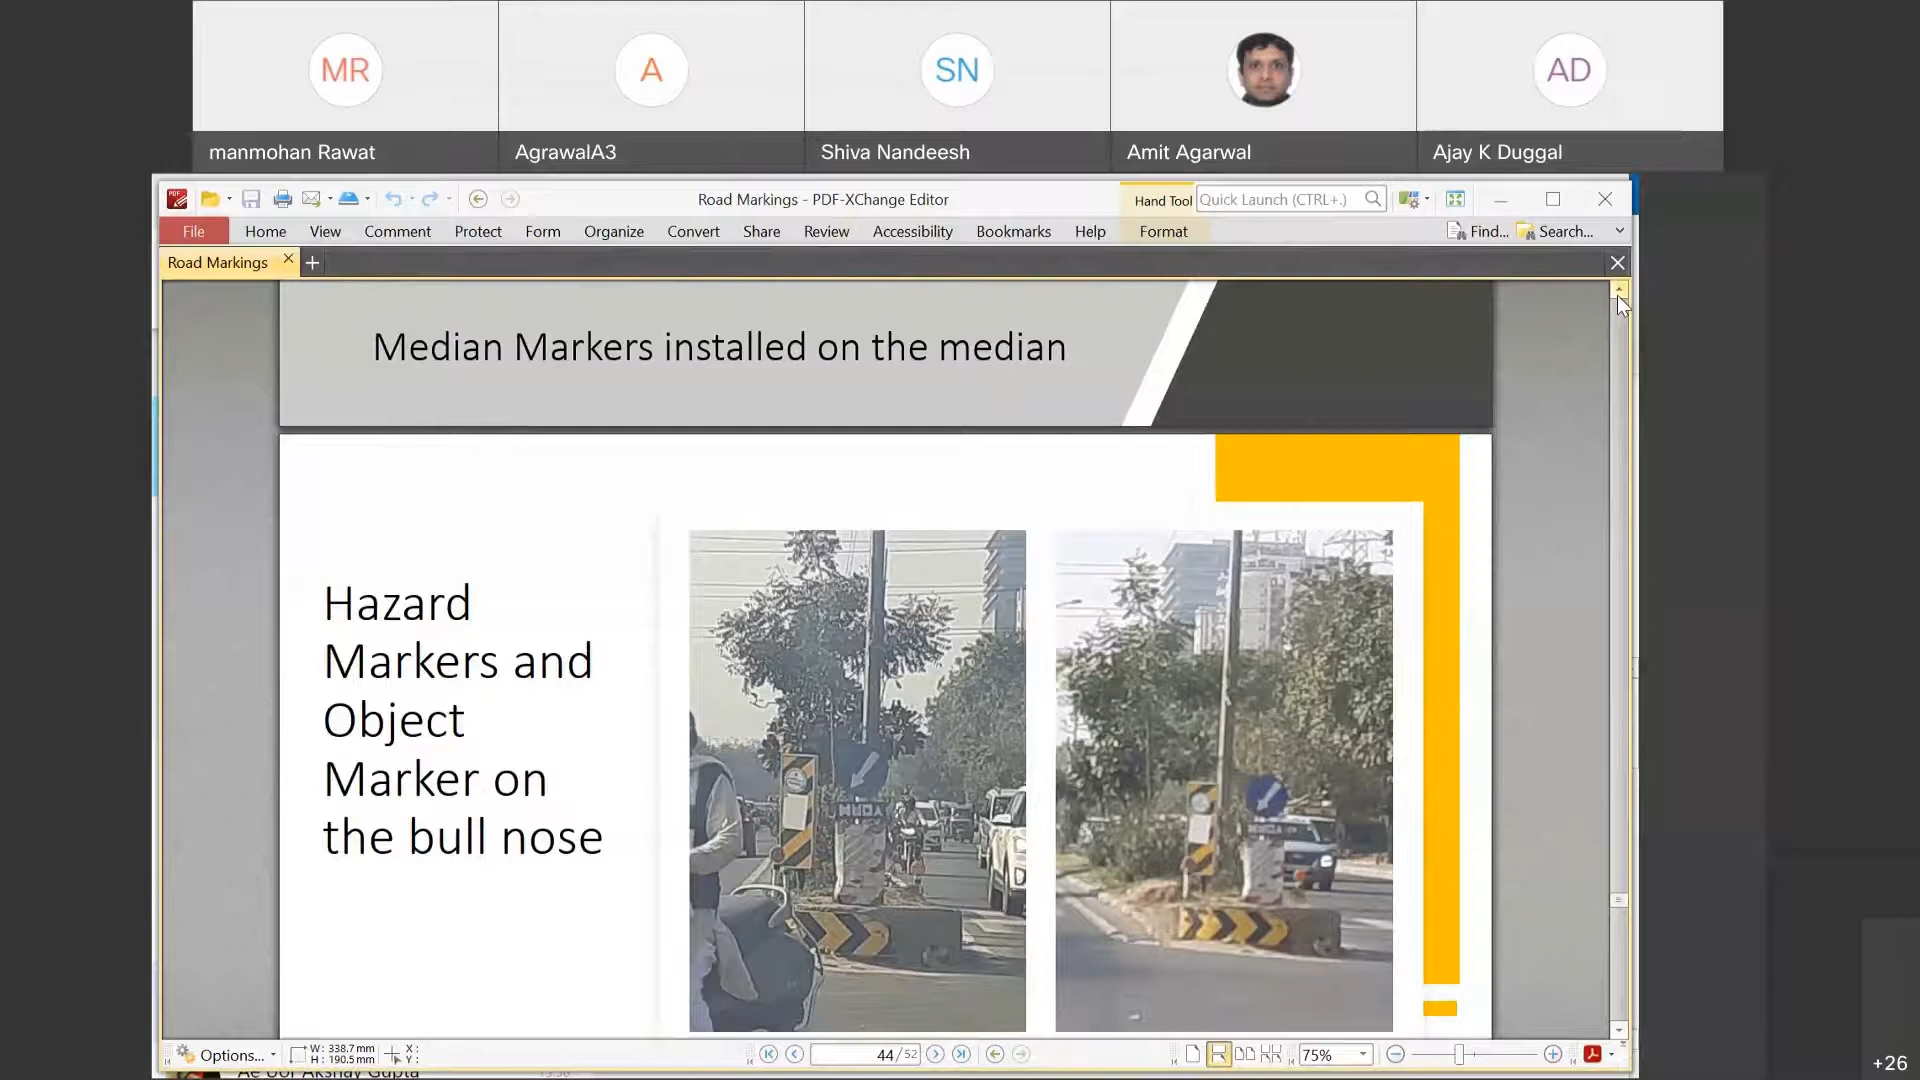 MR
A
SN
AD
manmohan Rawat
AgrawalA3
Shiva Nandeesh
Amit Agarwal
Ajay K Duggal
Road Markings - PDF-XChange Editor
Hand Tool
Quick Launch (CTRL+.)
File
Home
View
Comment
Protect
Form
Organize
Convert
Share
Review
Accessibility
Bookmarks
Help
Format
Find...
Search...
Road Markings
Median Markers installed on the median
Hazard
Markers and
Object
Marker on
the bull nose
Options...
W: 338.7 mm
H: 190.5 mm
X:
Y:
44 / 52
75%
+26